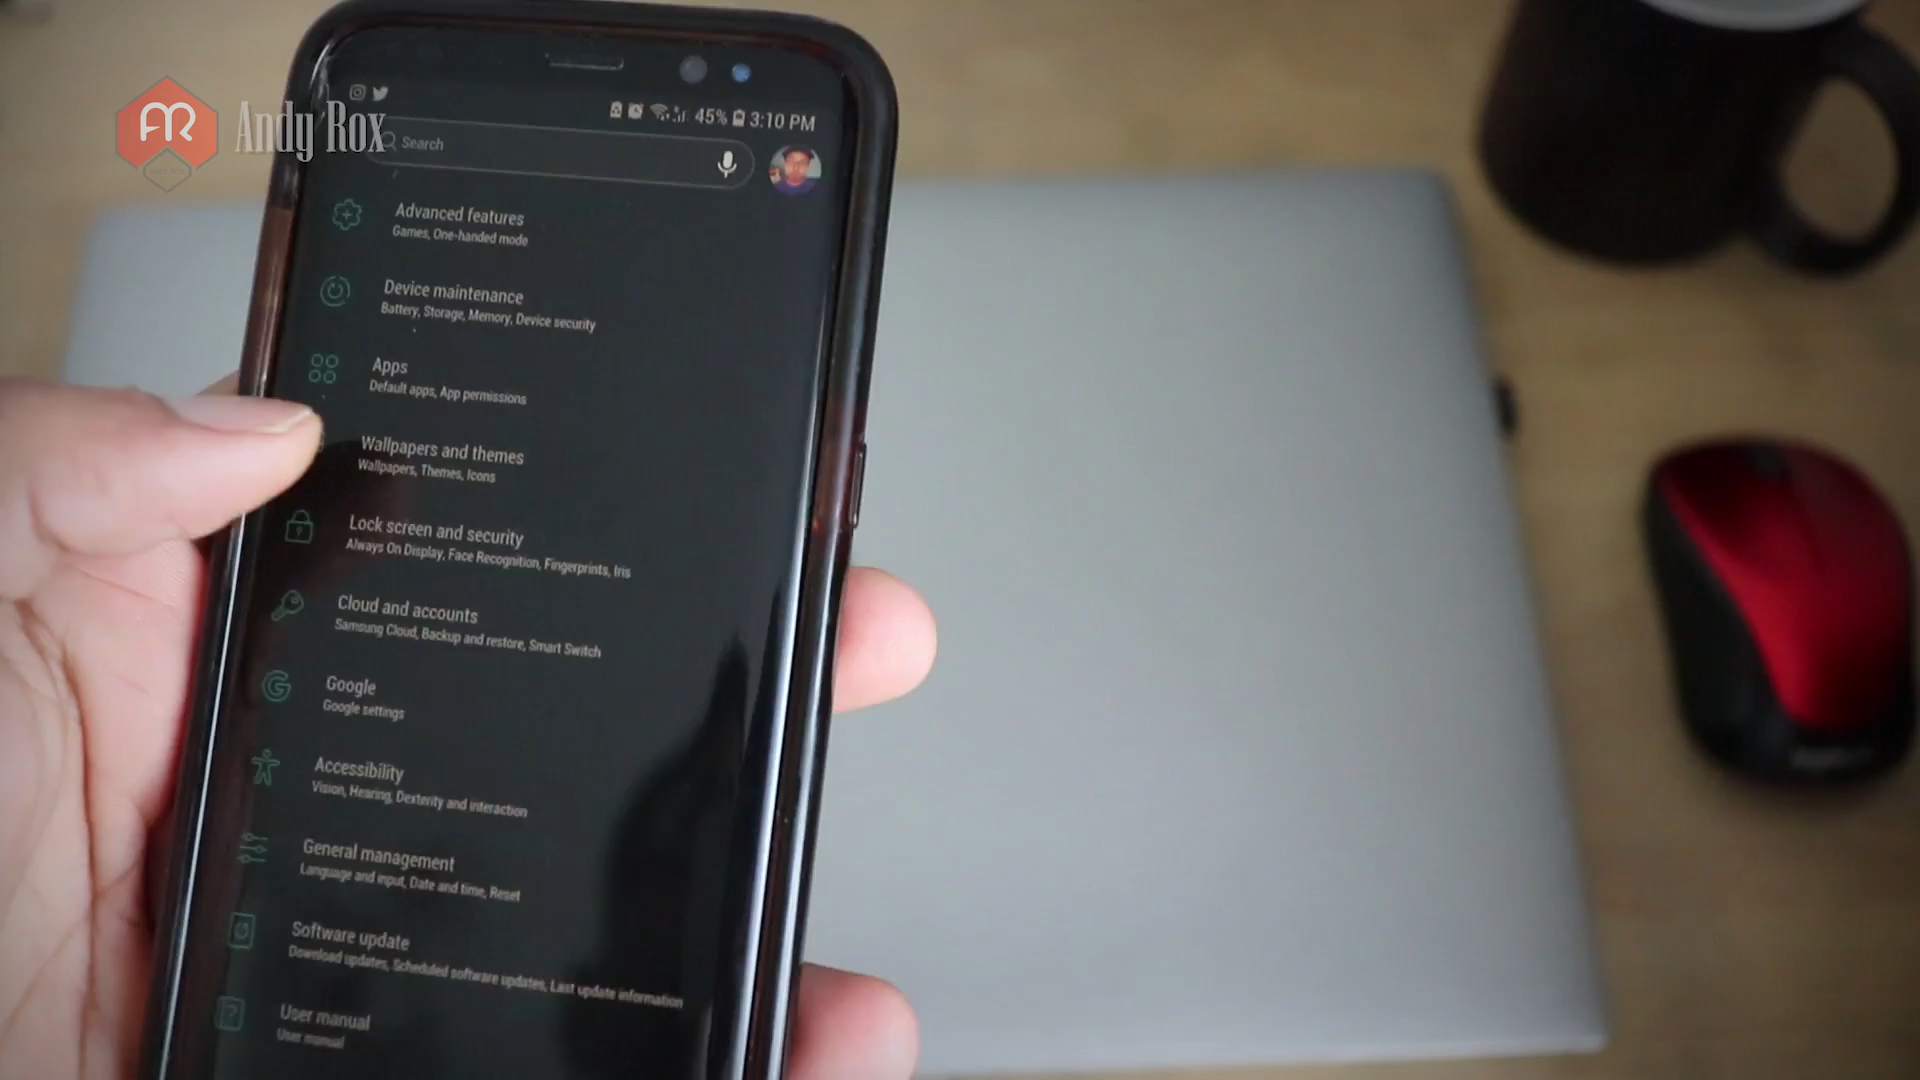 Andy Rox
45% 3:10 PM
Search
Advanced features
Games, One-handed mode
Device maintenance
Battery, Storage, Memory, Device security
Apps
Default apps, App permissions
Wallpapers and themes
Wallpapers, Themes, Icons
Lock screen and security
Always On Display, Face Recognition, Fingerprints, Iris
Cloud and accounts
Samsung Cloud, Backup and restore, Smart Switch
Google
Google settings
Accessibility
Vision, Hearing, Dexterity and interaction
General management
Language and input, Date and time, Reset
Software update
Download updates, Scheduled software updates, Last update information
User manual
User manual